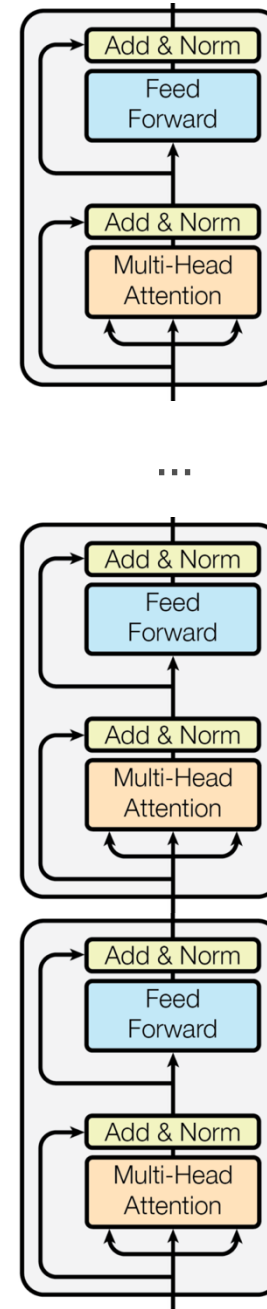 Add & Norm
Feed
Forward
Add & Norm
Multi-Head
Attention
...
Add & Norm
Feed
Forward
Add & Norm
Multi-Head
Attention
Add & Norm
Feed
Forward
Add & Norm
Multi-Head
Attention